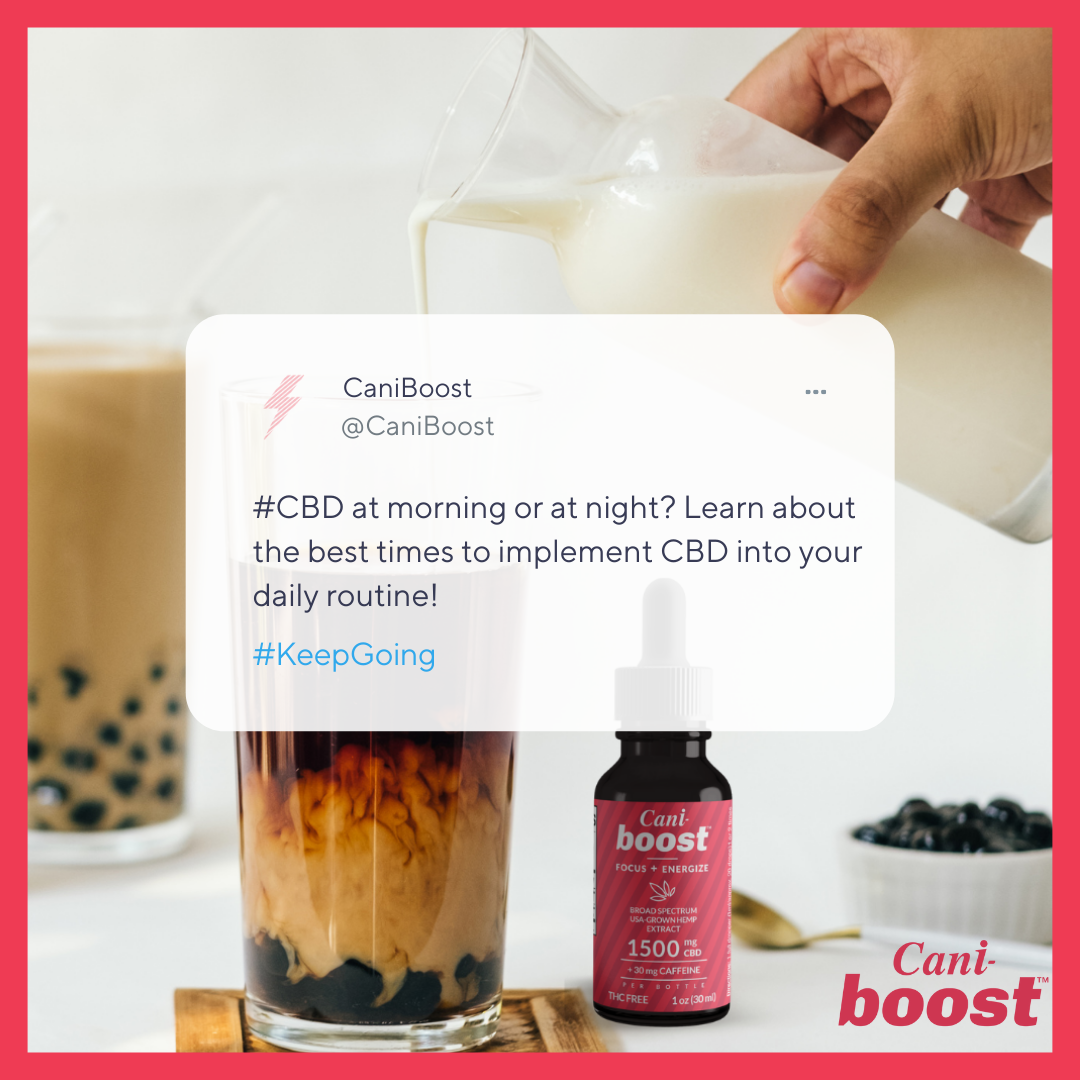 CaniBoost
@CaniBoost
#CBD at morning or at night? Learn about
the best times to implement CBD into your
daily routine!
#KeepGoing
Cani-
boost
FOCUS + ENERGIZE
BROAD SPECTRUM
USA-GROWN HEMP
EXTRACT
1500 mg
CBD
+30 mg CAFFEINE
PER BOTTLE
THC FREE 1 oz (30 ml)
Cani-
boost™